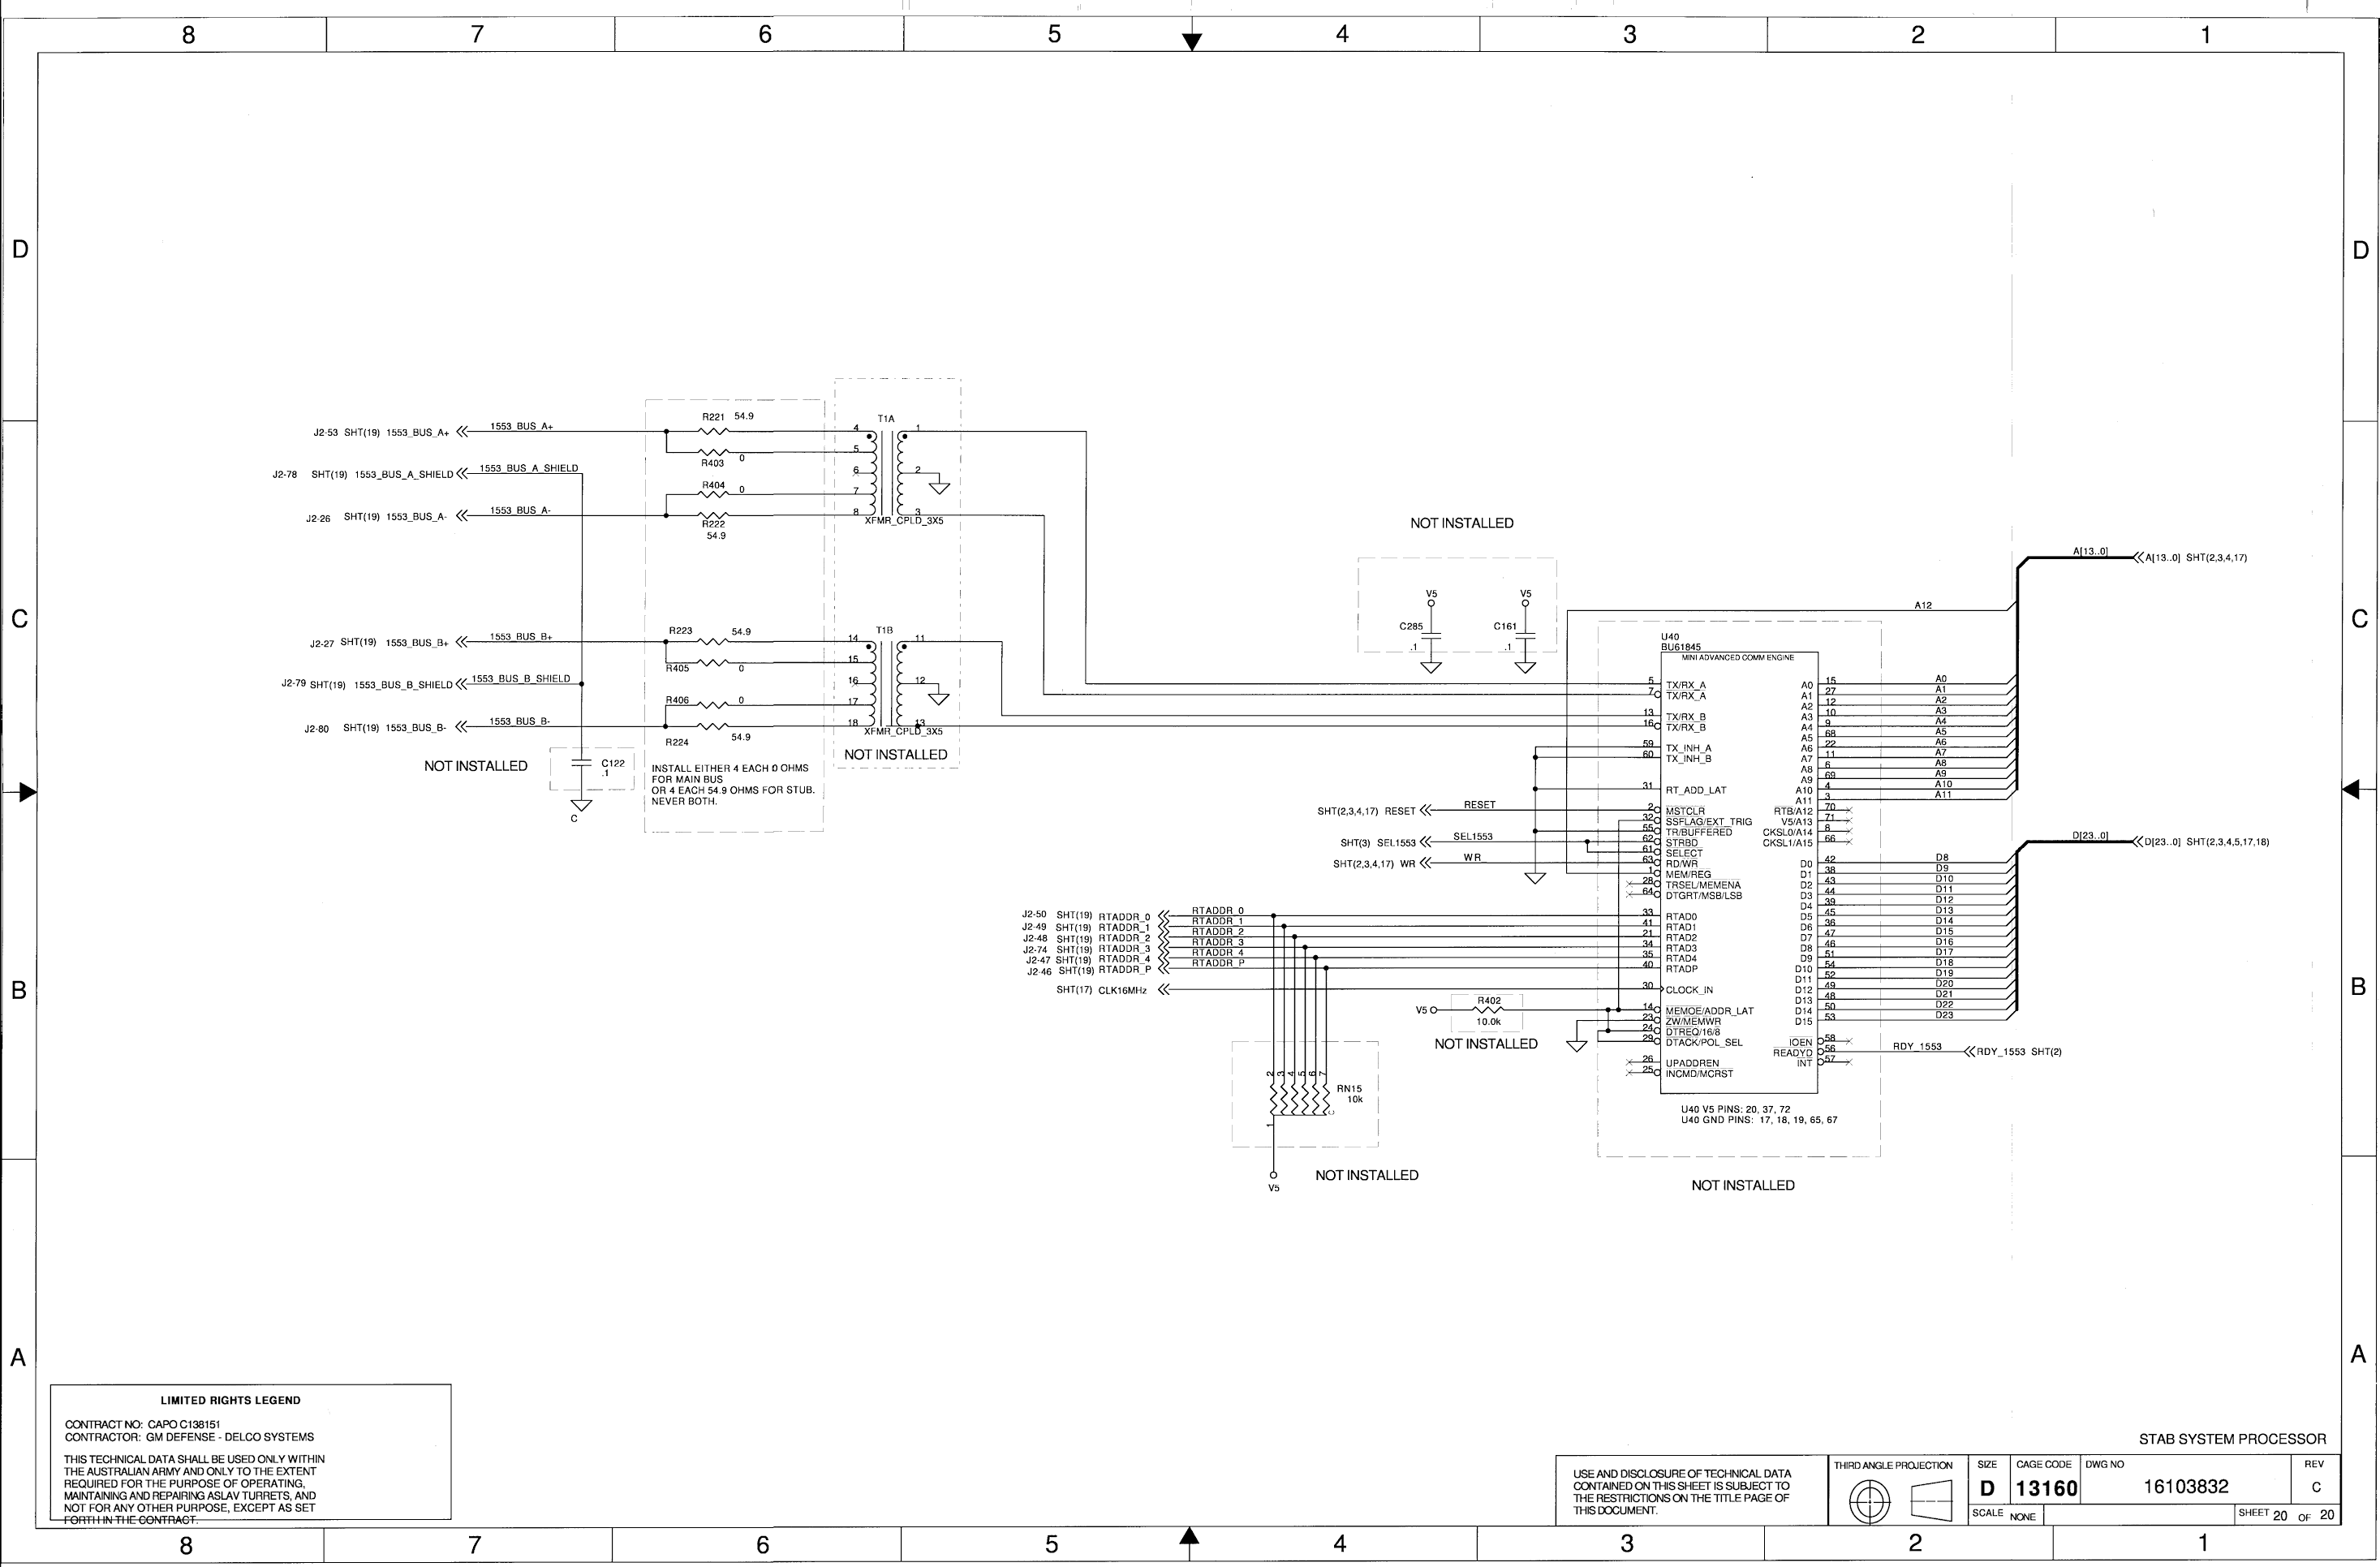 8 7 6 5 4 3 2 1
D D
C C
B B
A A
J2-53 SHT(19) 1553_BUS_A+ 1553_BUS_A+
J2-78 SHT(19) 1553_BUS_A_SHIELD 1553_BUS_A_SHIELD
J2-26 SHT(19) 1553_BUS_A- 1553_BUS_A-
R221 54.9
R403 0
R404 0
R222
54.9
T1A
4 1
5
6 2
7
8 3
XFMR_CPLD_3X5
J2-27 SHT(19) 1553_BUS_B+ 1553_BUS_B+
J2-79 SHT(19) 1553_BUS_B_SHIELD 1553_BUS_B_SHIELD
J2-80 SHT(19) 1553_BUS_B- 1553_BUS_B-
R223 54.9
R405 0
R406 0
R224 54.9
T1B
14 11
15
16 12
17
18 13
XFMR_CPLD_3X5
NOT INSTALLED
NOT INSTALLED
C122
.1
C
INSTALL EITHER 4 EACH 0 OHMS
FOR MAIN BUS
OR 4 EACH 54.9 OHMS FOR STUB.
NEVER BOTH.
NOT INSTALLED
V5 V5
C285 C161
.1 .1
A[13..0] A[13..0] SHT(2,3,4,17)
A12
U40
BU61845
MINI ADVANCED COMM ENGINE
5 TX/RX_A
7 TX/RX_A
13 TX/RX_B
16 TX/RX_B
59 TX_INH_A
60 TX_INH_B
31 RT_ADD_LAT
SHT(2,3,4,17) RESET RESET 2 MSTCLR
32 SSFLAG/EXT_TRIG
55 TR/BUFFERED
SHT(3) SEL1553 SEL1553 62 STRBD
61 SELECT
SHT(2,3,4,17) WR WR 63 RD/WR
1 MEM/REG
28 TRSEL/MEMENA
64 DTGRT/MSB/LSB
J2-50 SHT(19) RTADDR_0 RTADDR_0 33 RTAD0
J2-49 SHT(19) RTADDR_1 RTADDR_1 41 RTAD1
J2-48 SHT(19) RTADDR_2 RTADDR_2 21 RTAD2
J2-74 SHT(19) RTADDR_3 RTADDR_3 34 RTAD3
J2-47 SHT(19) RTADDR_4 RTADDR_4 35 RTAD4
J2-46 SHT(19) RTADDR_P RTADDR_P 40 RTADP
SHT(17) CLK16MHz 30 CLOCK_IN
V5 R402
10.0k
NOT INSTALLED
14 MEMOE/ADDR_LAT
23 ZW/MEMWR
24 DTREQ/16/8
29 DTACK/POL_SEL
26 UPADDREN
25 INCMD/MCRST
A0 15 A0
A1 27 A1
A2 12 A2
A3 10 A3
A4 9 A4
A5 68 A5
A6 22 A6
A7 11 A7
A8 6 A8
A9 69 A9
A10 4 A10
A11 3 A11
RTB/A12 70
V5/A13 71
CKSL0/A14 8
CKSL1/A15 66
D[23..0] D[23..0] SHT(2,3,4,5,17,18)
D0 42 D8
D1 38 D9
D2 43 D10
D3 44 D11
D4 39 D12
D5 45 D13
D6 36 D14
D7 47 D15
D8 46 D16
D9 51 D17
D10 54 D18
D11 52 D19
D12 49 D20
D13 48 D21
D14 50 D22
D15 53 D23
IOEN 58
READYD 56 RDY_1553 RDY_1553 SHT(2)
INT 57
2 3 4 5 6 7
RN15
10k
C
1
V5
NOT INSTALLED
U40 V5 PINS: 20, 37, 72
U40 GND PINS: 17, 18, 19, 65, 67
NOT INSTALLED
LIMITED RIGHTS LEGEND
CONTRACT NO: CAPO C138151
CONTRACTOR: GM DEFENSE - DELCO SYSTEMS
THIS TECHNICAL DATA SHALL BE USED ONLY WITHIN
THE AUSTRALIAN ARMY AND ONLY TO THE EXTENT
REQUIRED FOR THE PURPOSE OF OPERATING,
MAINTAINING AND REPAIRING ASLAV TURRETS, AND
NOT FOR ANY OTHER PURPOSE, EXCEPT AS SET
FORTH IN THE CONTRACT.
STAB SYSTEM PROCESSOR
USE AND DISCLOSURE OF TECHNICAL DATA
CONTAINED ON THIS SHEET IS SUBJECT TO
THE RESTRICTIONS ON THE TITLE PAGE OF
THIS DOCUMENT.
THIRD ANGLE PROJECTION
SIZE CAGE CODE DWG NO REV
D 13160 16103832 C
SCALE NONE SHEET 20 OF 20
8 7 6 5 4 3 2 1